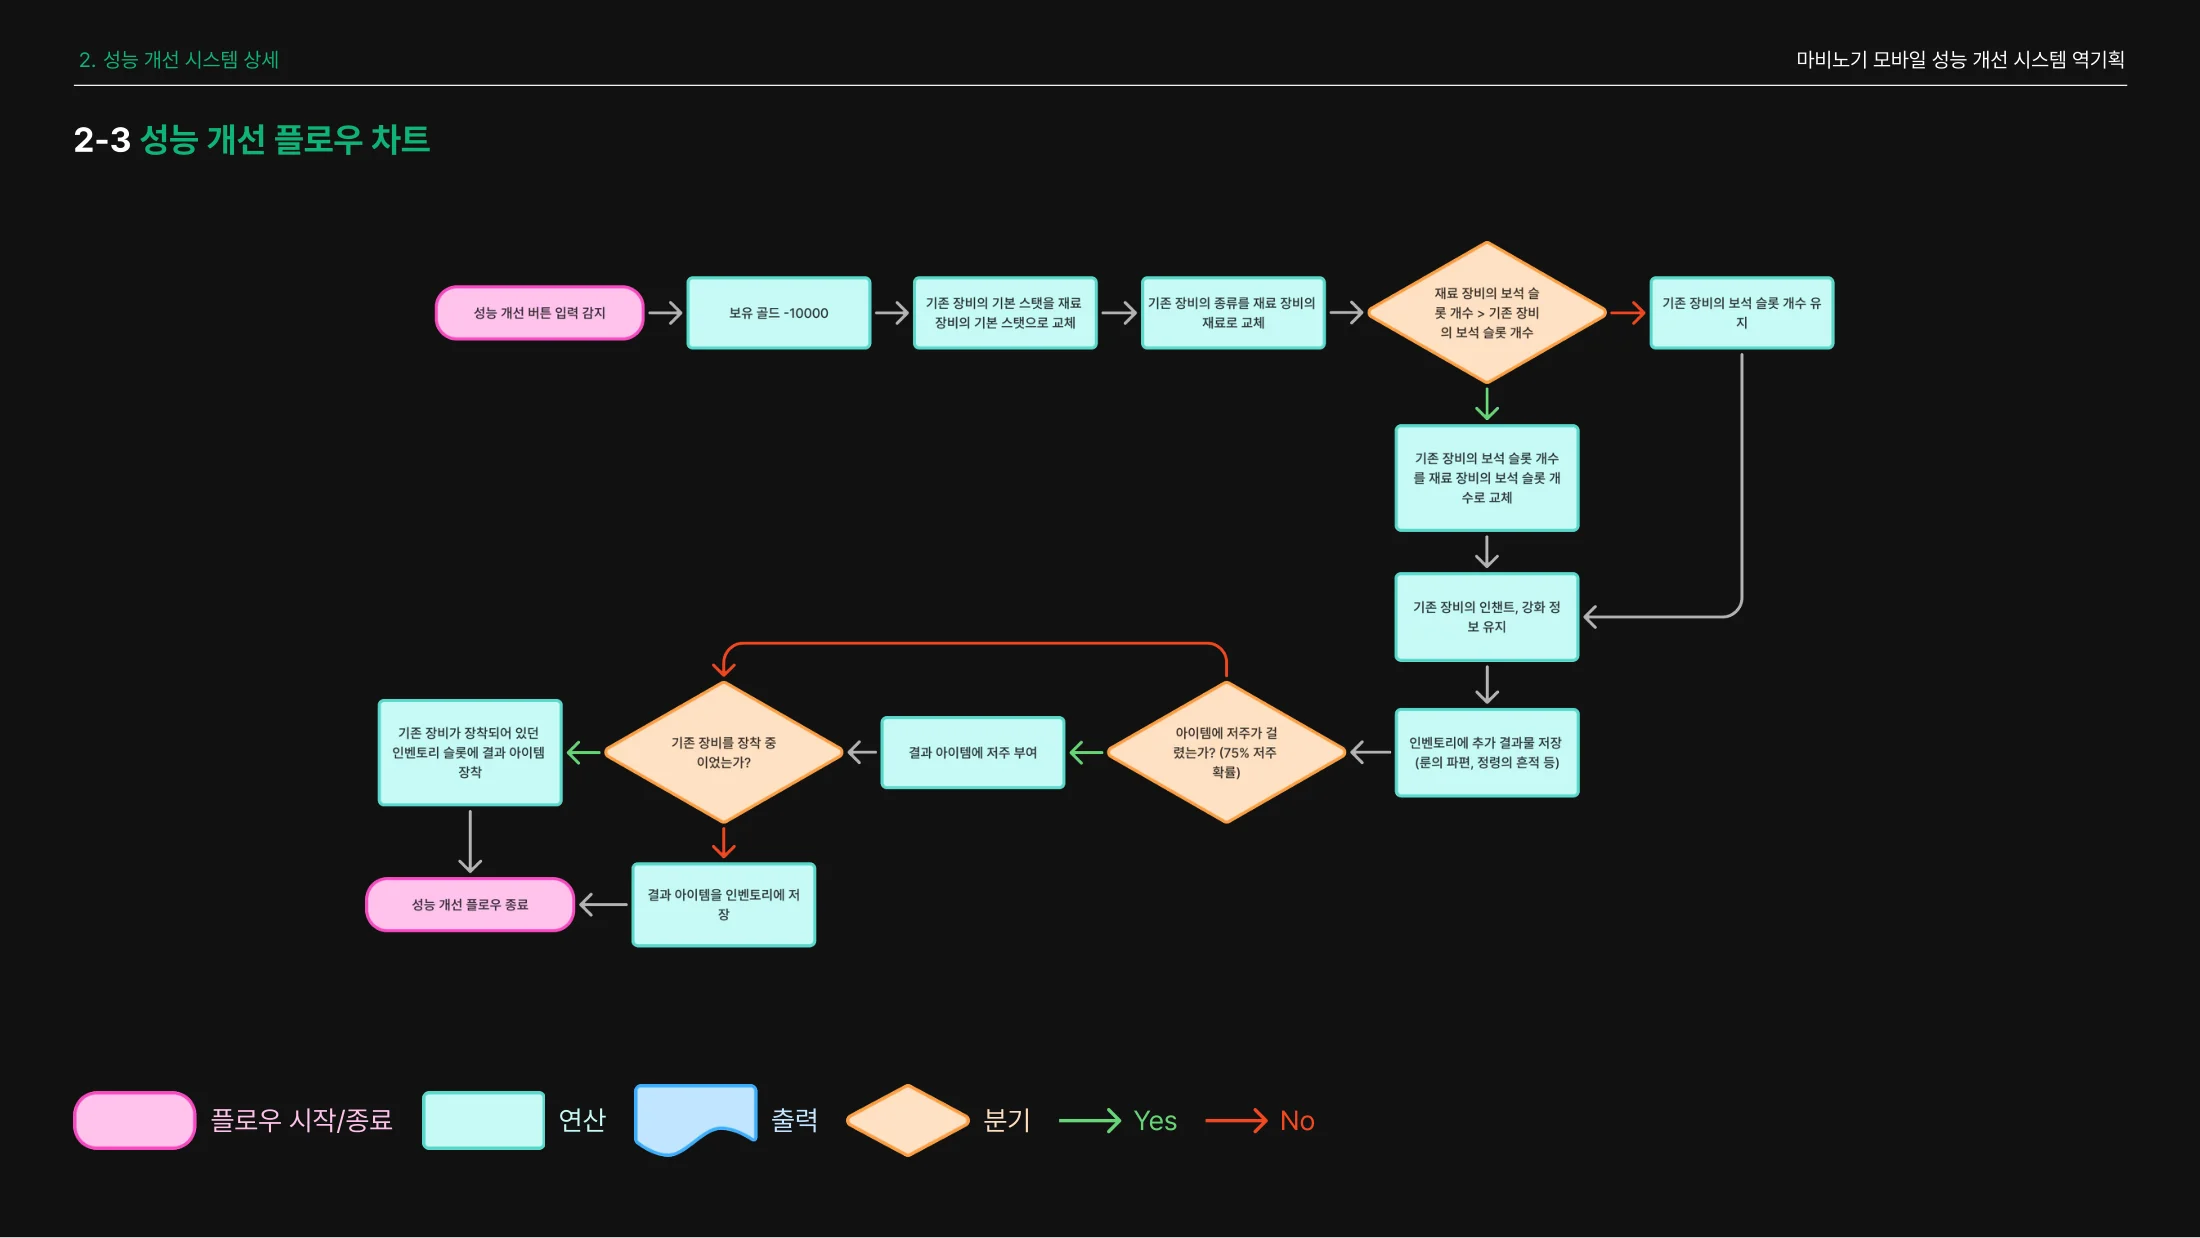 2. 성능 개선 시스템 상세
마비노기 모바일 성능 개선 시스템 역기획
2-3 성능 개선 플로우 차트
성능 개선 버튼 입력 감지
보유 골드 -10000
기존 장비의 기본 스탯을 재료
장비의 기본 스탯으로 교체
기존 장비의 종류를 재료 장비의
재료로 교체
재료 장비의 보석 슬
롯 개수 > 기존 장비
의 보석 슬롯 개수
기존 장비의 보석 슬롯 개수 유
지
기존 장비의 보석 슬롯 개수
를 재료 장비의 보석 슬롯 개
수로 교체
기존 장비의 인챈트, 강화 정
보 유지
인벤토리에 추가 결과물 저장
(룬의 파편, 정령의 흔적 등)
아이템에 저주가 걸
렸는가? (75% 저주
확률)
결과 아이템에 저주 부여
기존 장비를 장착 중
이었는가?
기존 장비가 장착되어 있던
인벤토리 슬롯에 결과 아이템
장착
결과 아이템을 인벤토리에 저
장
성능 개선 플로우 종료
플로우 시작/종료
연산
출력
분기
Yes
No